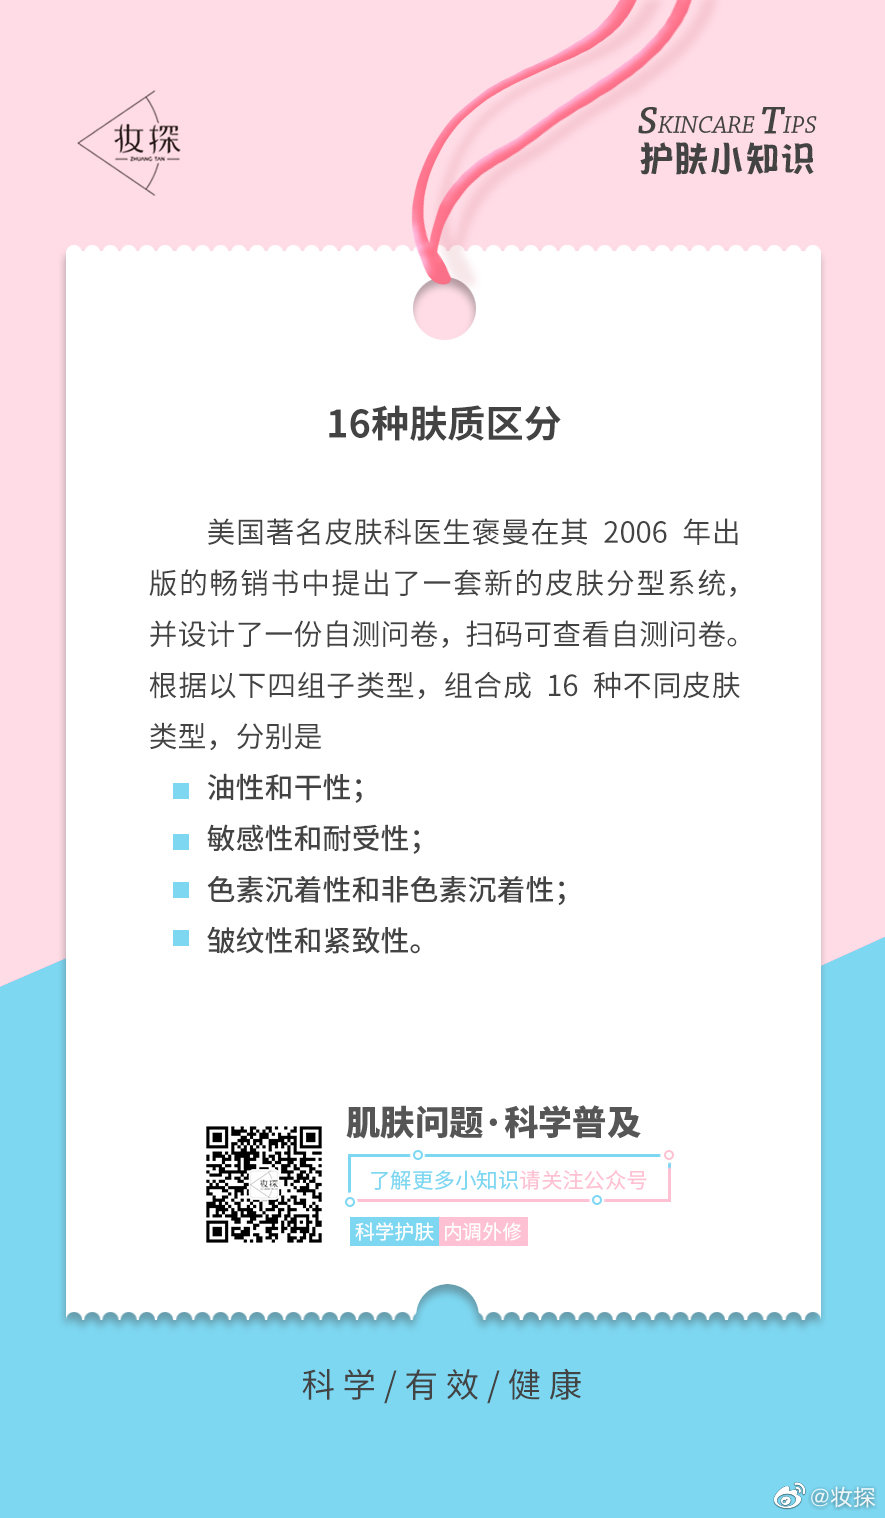 妆探
ZHUANG TAN
SKINCARE TIPS
护肤小知识
16种肤质区分
美国著名皮肤科医生褒曼在其 2006 年出
版的畅销书中提出了一套新的皮肤分型系统，
并设计了一份自测问卷，扫码可查看自测问卷。
根据以下四组子类型，组合成 16 种不同皮肤
类型，分别是
油性和干性；
敏感性和耐受性；
色素沉着性和非色素沉着性；
皱纹性和紧致性。
肌肤问题·科学普及
妆探
了解更多小知识请关注公众号
科学护肤 内调外修
科学/有效/健康
@妆探